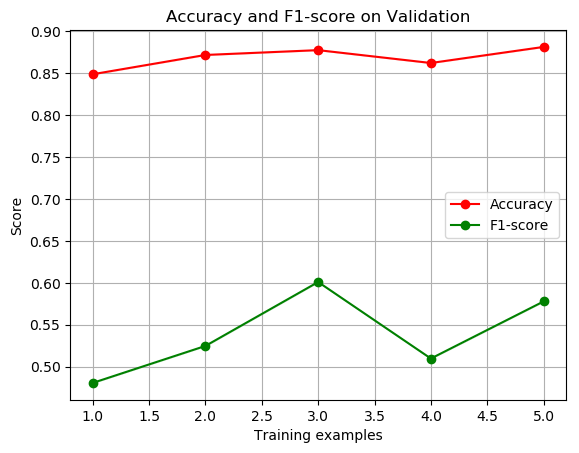 Accuracy and F1-score on Validation
0.90
0.85
0.80
0.75
0.70
0.65
0.60
0.55
0.50
Score
Accuracy
F1-score
1.0 1.5 2.0 2.5 3.0 3.5 4.0 4.5 5.0
Training examples